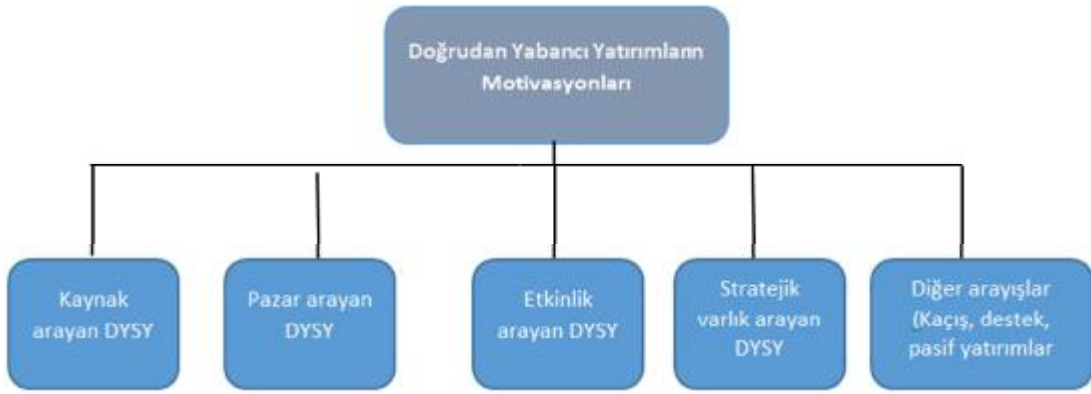 Doğrudan Yabancı Yatırımların
Motivasyonları
Kaynak
arayan DYSY
Pazar arayan
DYSY
Etkinlik
arayan DYSY
Stratejik
varlık arayan
DYSY
Diğer arayışlar
(Kaçış, destek,
pasif yatırımlar